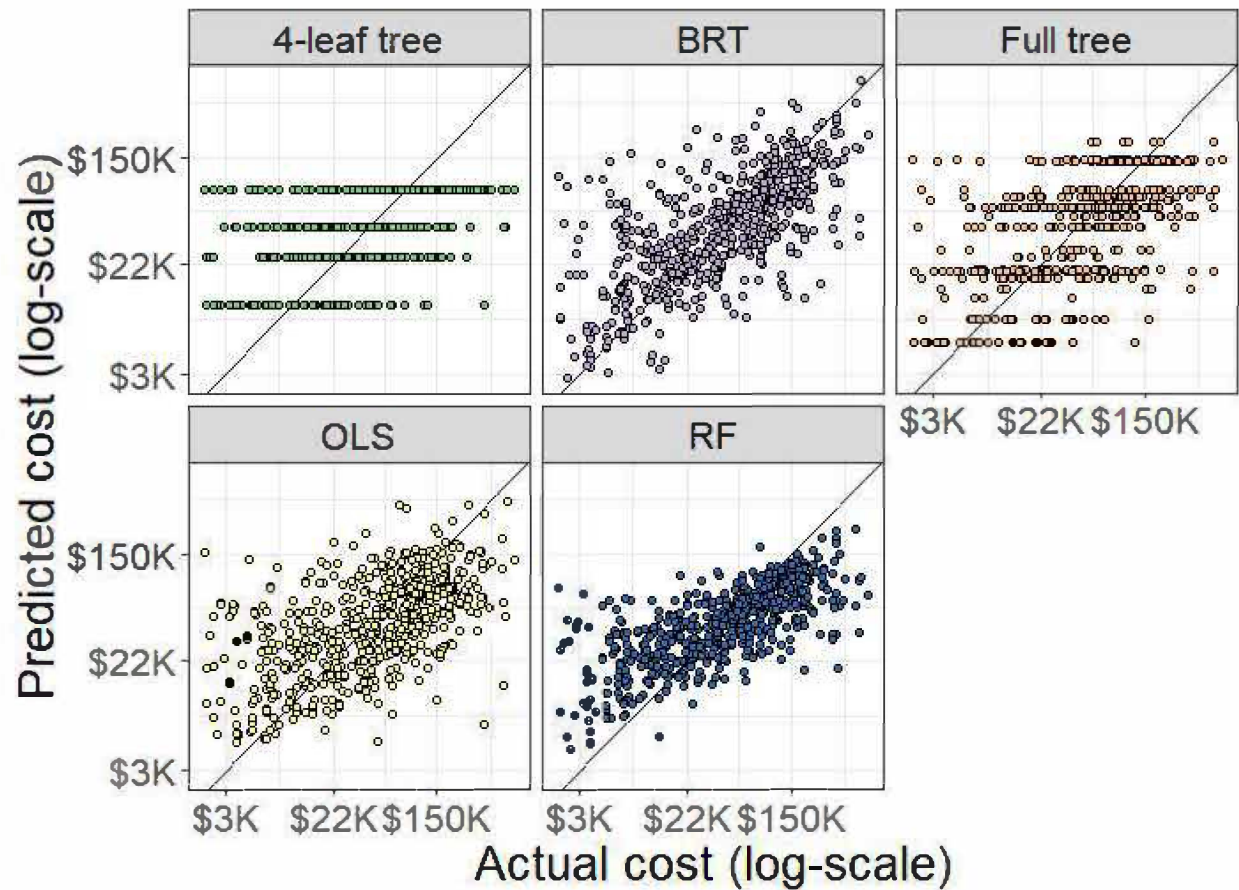 4-leaf tree
BRT
Full tree
$150K
$22K
$3K
$3K $22K $150K
OLS
RF
$150K
$22K
$3K
$3K $22K $150K
$3K $22K $150K
Predicted cost (log-scale)
Actual cost (log-scale)